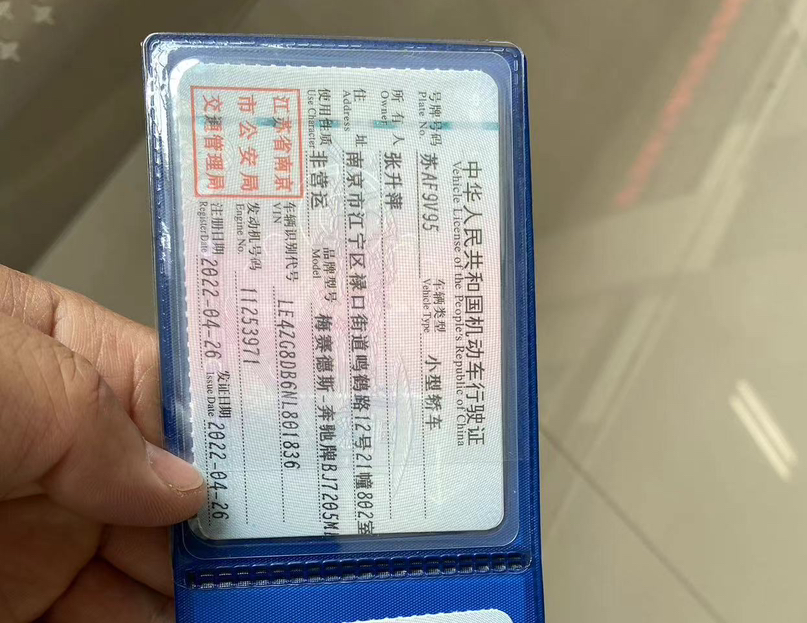 中华人民共和国机动车行驶证
Vehicle License of the People's Republic of China
号牌号码 苏AF9V95 车辆类型 小型轿车
Plate No. Vehicle Type
所有人 张升萍
Owner
住址 南京市江宁区禄口街道鸣鹤路12号21幢802室
Address
使用性质 非营运 品牌型号 梅赛德斯-奔驰牌BJ7205M
Use Character Model
江苏省南京
市公安局
交通管理局
车辆识别代号 LE4ZG8DB6NL801836
VIN
发动机号码 11253971
Engine No.
注册日期 2022-04-26 发证日期 2022-04-26
Register Date Issue Date